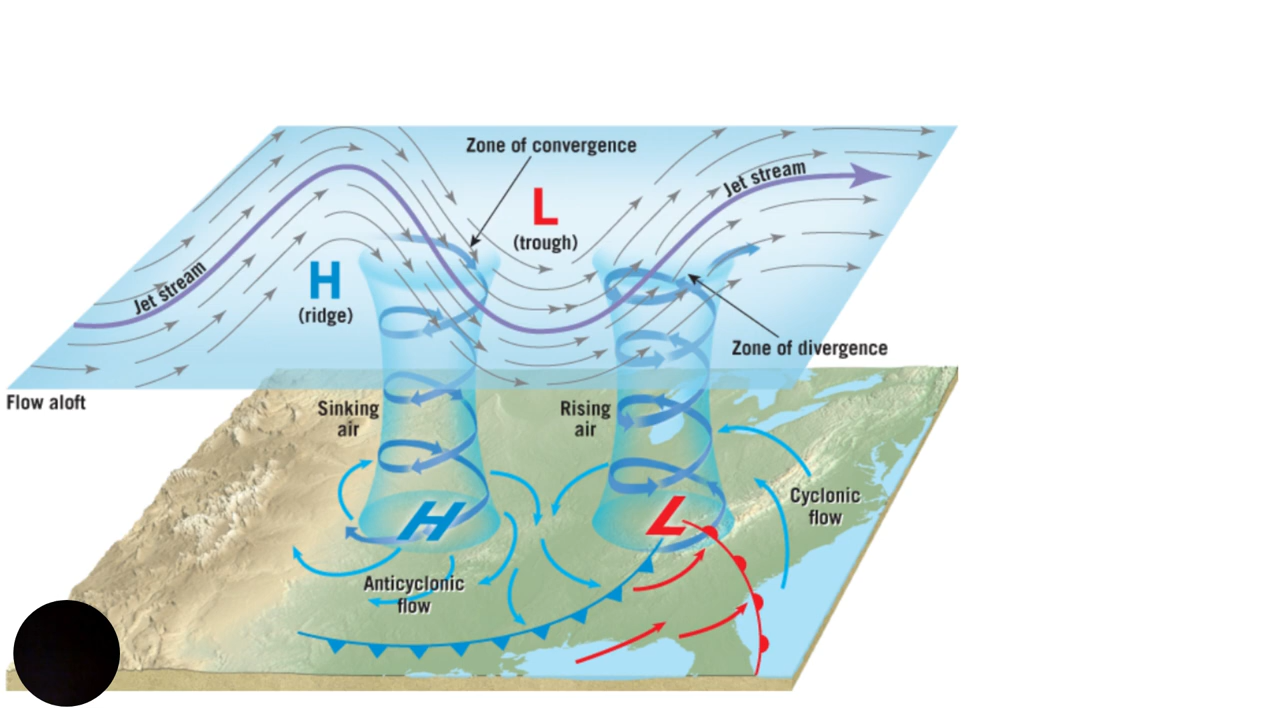 Zone of convergence
Jet stream
L
(trough)
H
(ridge)
Jet stream
Zone of divergence
Flow aloft
Sinking
air
Rising
air
H
L
Cyclonic
flow
Anticyclonic
flow